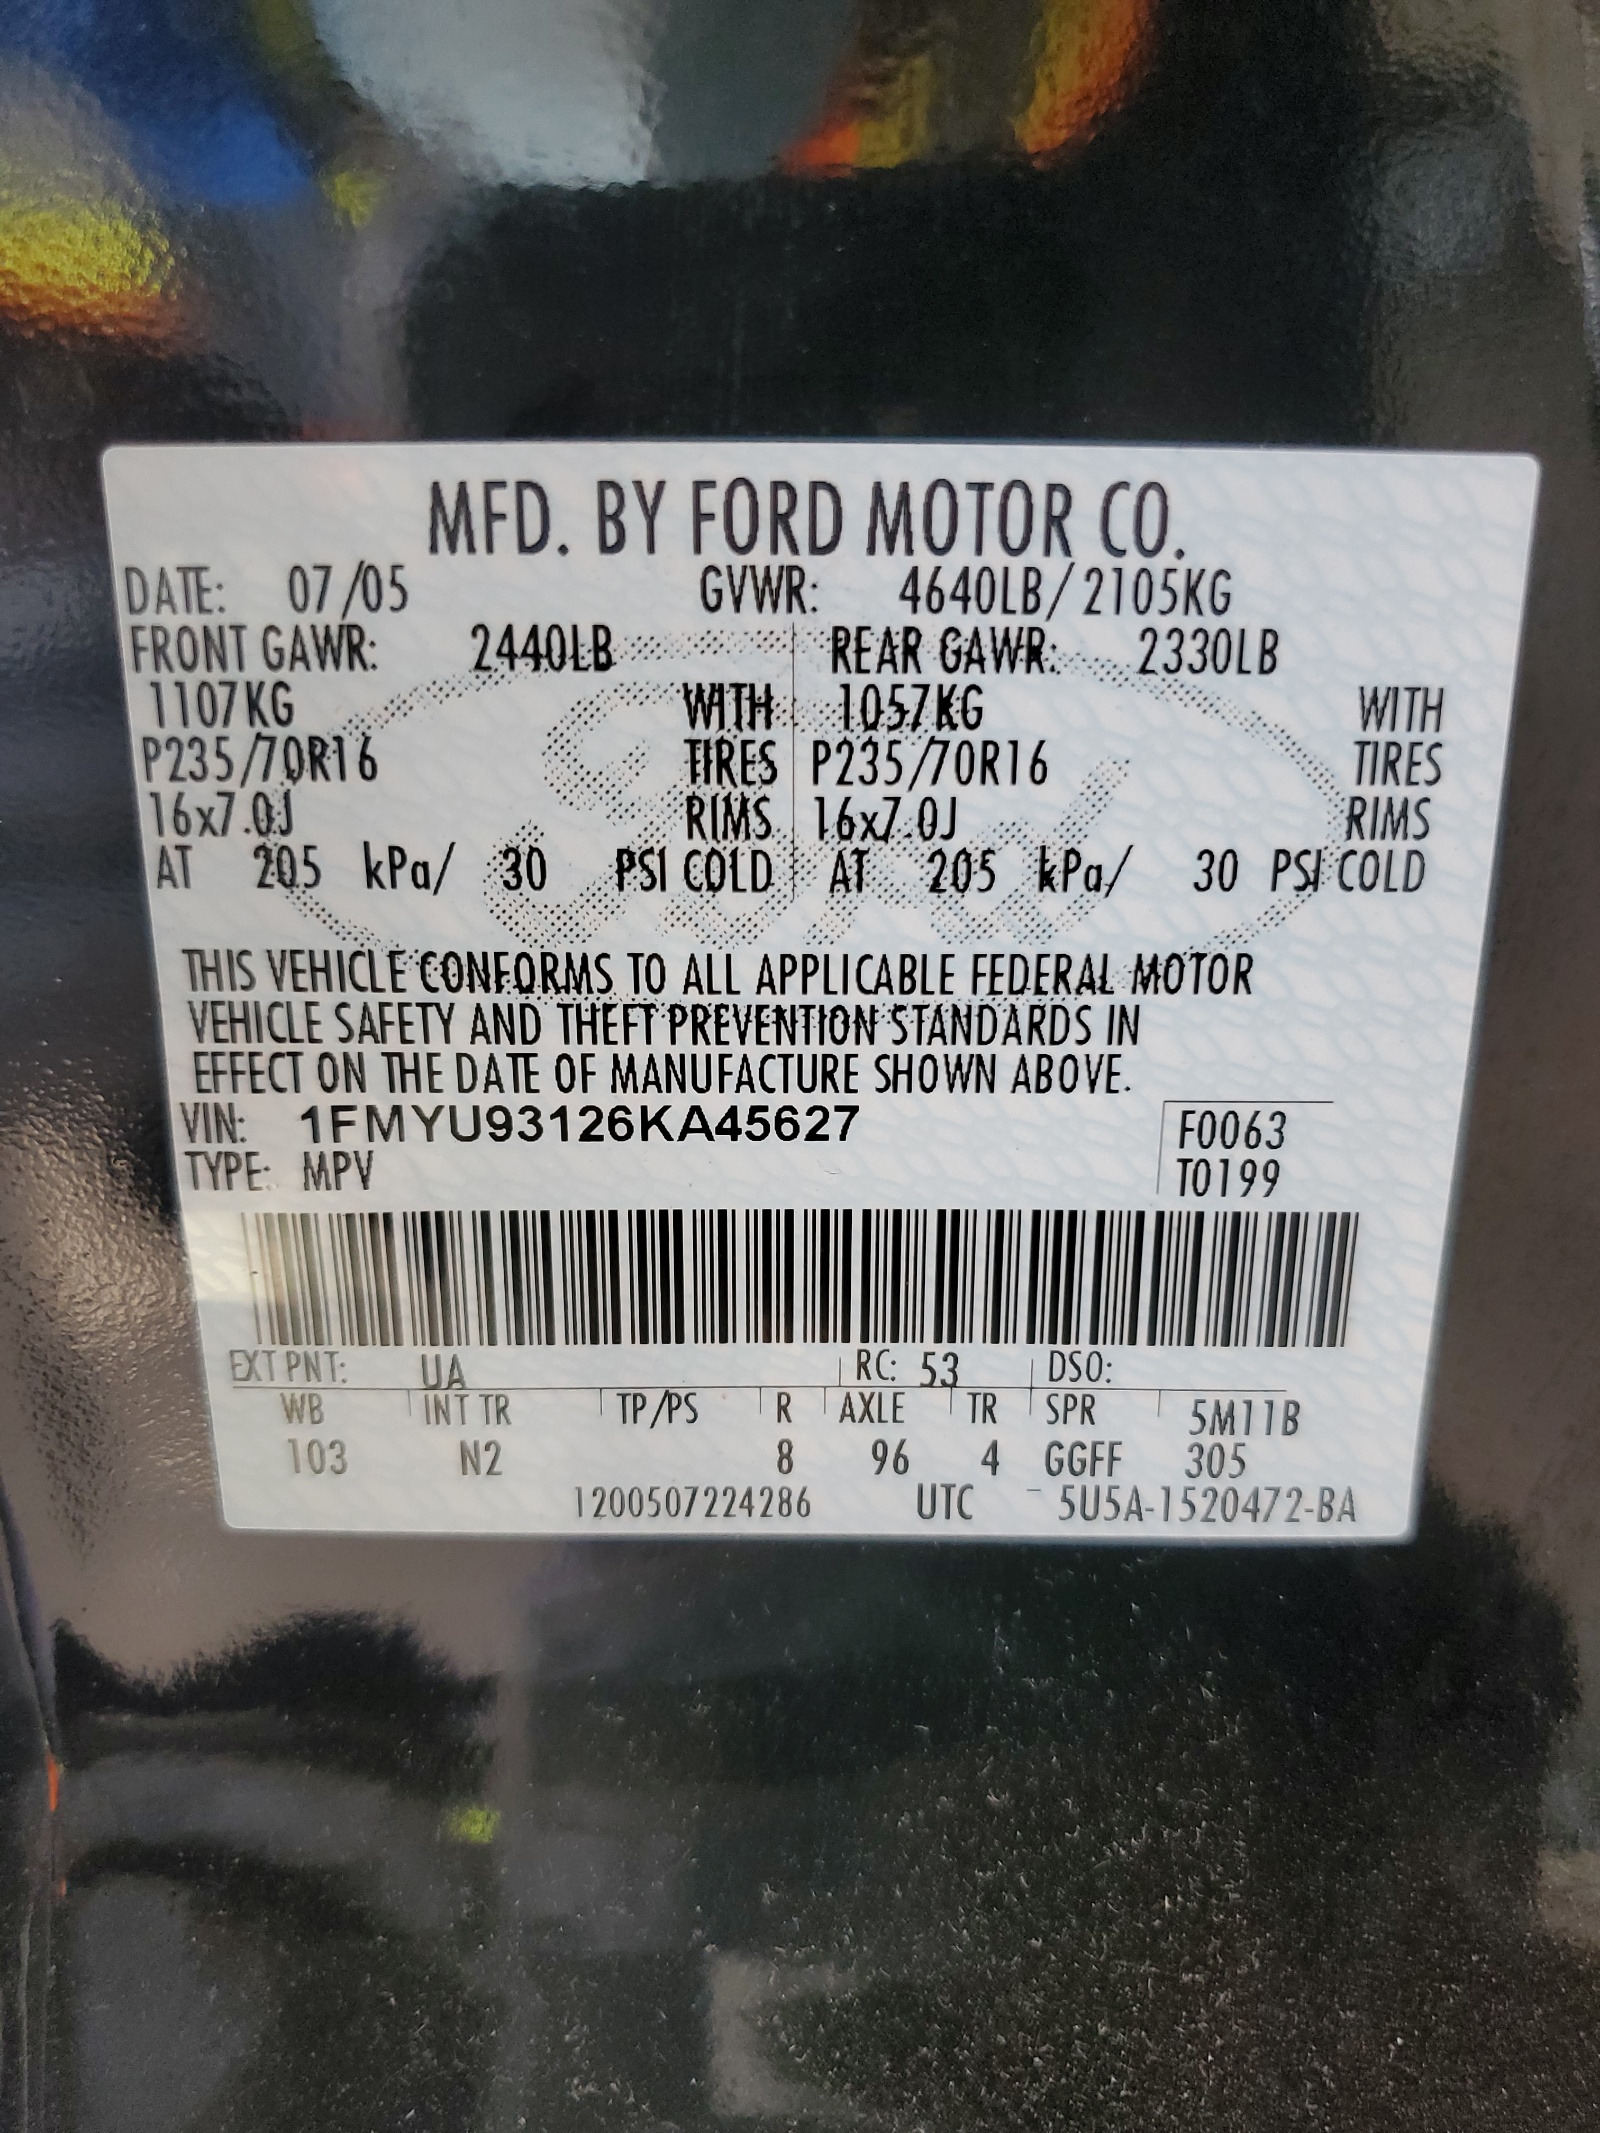 MFD. BY FORD MOTOR CO.
DATE: 07/05 GVWR: 4640LB/2105KG
FRONT GAWR: 2440LB REAR GAWR: 2330LB
1107KG WITH 1057KG WITH
P235/70R16 TIRES P235/70R16 TIRES
16x7.0J RIMS 16x7.0J RIMS
AT 205 kPa/ 30 PSI COLD AT 205 kPa/ 30 PSI COLD
THIS VEHICLE CONFORMS TO ALL APPLICABLE FEDERAL MOTOR
VEHICLE SAFETY AND THEFT PREVENTION STANDARDS IN
EFFECT ON THE DATE OF MANUFACTURE SHOWN ABOVE.
VIN: 1FMYU93126KA45627 F0063
TYPE: MPV T0199
EXT PNT: UA RC: 53 DSO:
WB INT TR TP/PS R AXLE TR SPR 5M11B
103 N2 8 96 4 GGFF 305
1200507224286 UTC - 5U5A-1520472-BA